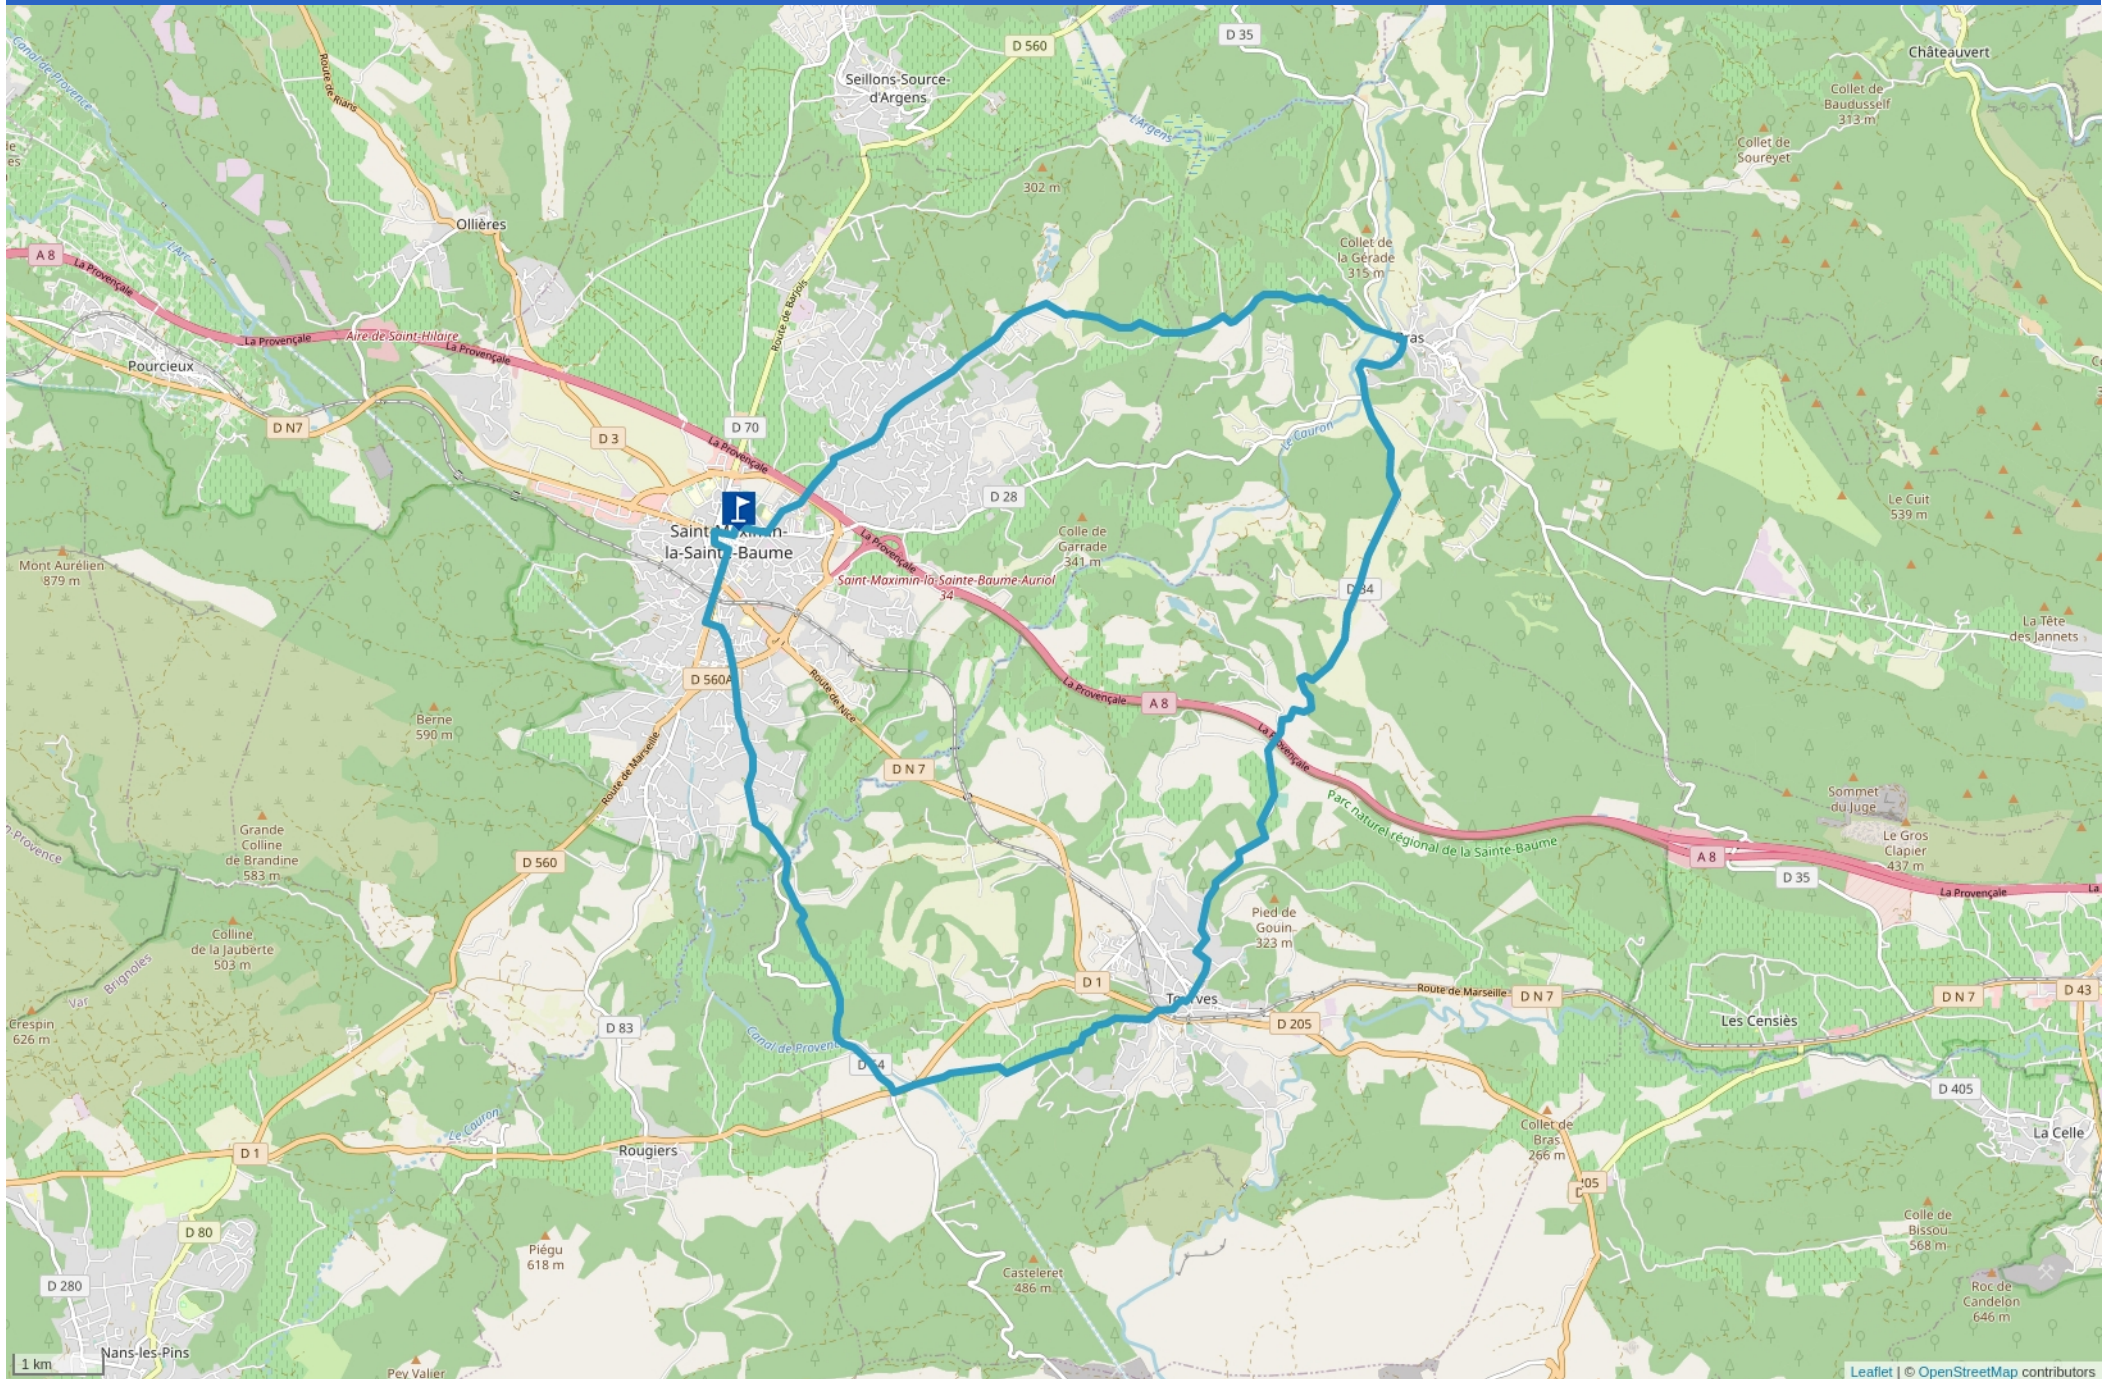 D 35
Châteauvert
D 560
Canal de Provence
Route de Rians
Seillons-Source-
d'Argens
Collet de
Baudusself
313 m
L'Argens
Collet de
Soureyet
302 m
Ollières
L'Arc
Collet de
la Gérade
315 m
A 8
La Provençale
Route de Barjols
Aire de Saint-Hilaire
La Provençale
La Provençale
Pourcieux
D N7
D 3
D 70
La Provençale
Le Cauron
D 28
Le Cuit
539 m
Colle de
Garrade
341 m
la-Sainte-Baume
La Provençale
Mont Aurélien
879 m
Saint-Maximin-la-Sainte-Baume-Auriol
34
La Tête
des Jannets
D 560A
Route de Nice
La Provençale
A 8
Berne
590 m
Route de Marseille
D N 7
Parc naturel régional de la Sainte-Baume
Sommet
du Juge
Grande
Colline
de Brandine
583 m
Le Gros
Clapier
437 m
A 8
D 560
D 35
La Provençale
La
Pied de
Gouin
323 m
Colline
de la Jauberte
503 m
Brignoles
Var
D 1
Route de Marseille
D N 7
D N 7
D 43
Crespin
626 m
D 83
D 205
Les Censiès
D 405
Le Cauron
Collet de
Bras
266 m
La Celle
D 1
Rougiers
D 80
Colle de
Bissou
568 m
Piégu
618 m
D 280
Casteleret
486 m
Roc de
Candelon
646 m
Nans-les-Pins
1 km
Pey Valier
Leaflet | © OpenStreetMap contributors